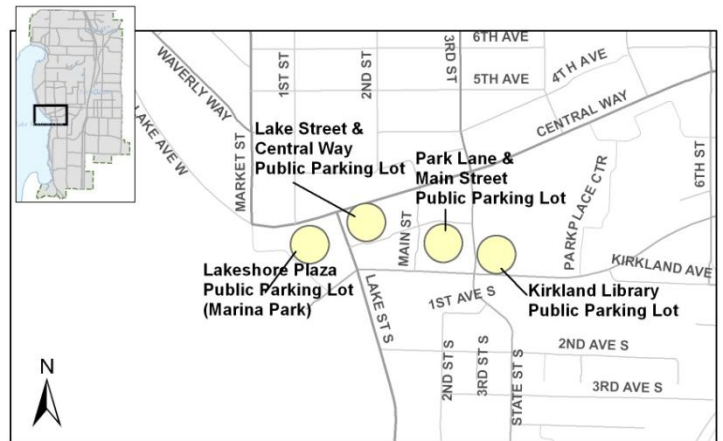 6TH AVE
5TH AVE
4TH AVE
3RD ST
2ND ST
1ST ST
WAVERLY WAY
LAKE AVE W
MARKET ST
CENTRAL WAY
Lake Street &
Central Way
Public Parking Lot
Park Lane &
Main Street
Public Parking Lot
MAIN ST
PARKPLACE CTR
6TH ST
KIRKLAND AVE
Lakeshore Plaza
Public Parking Lot
(Marina Park)
Kirkland Library
Public Parking Lot
LAKE ST S
1ST AVE S
2ND ST S
3RD ST S
STATE ST S
2ND AVE S
3RD AVE S
N